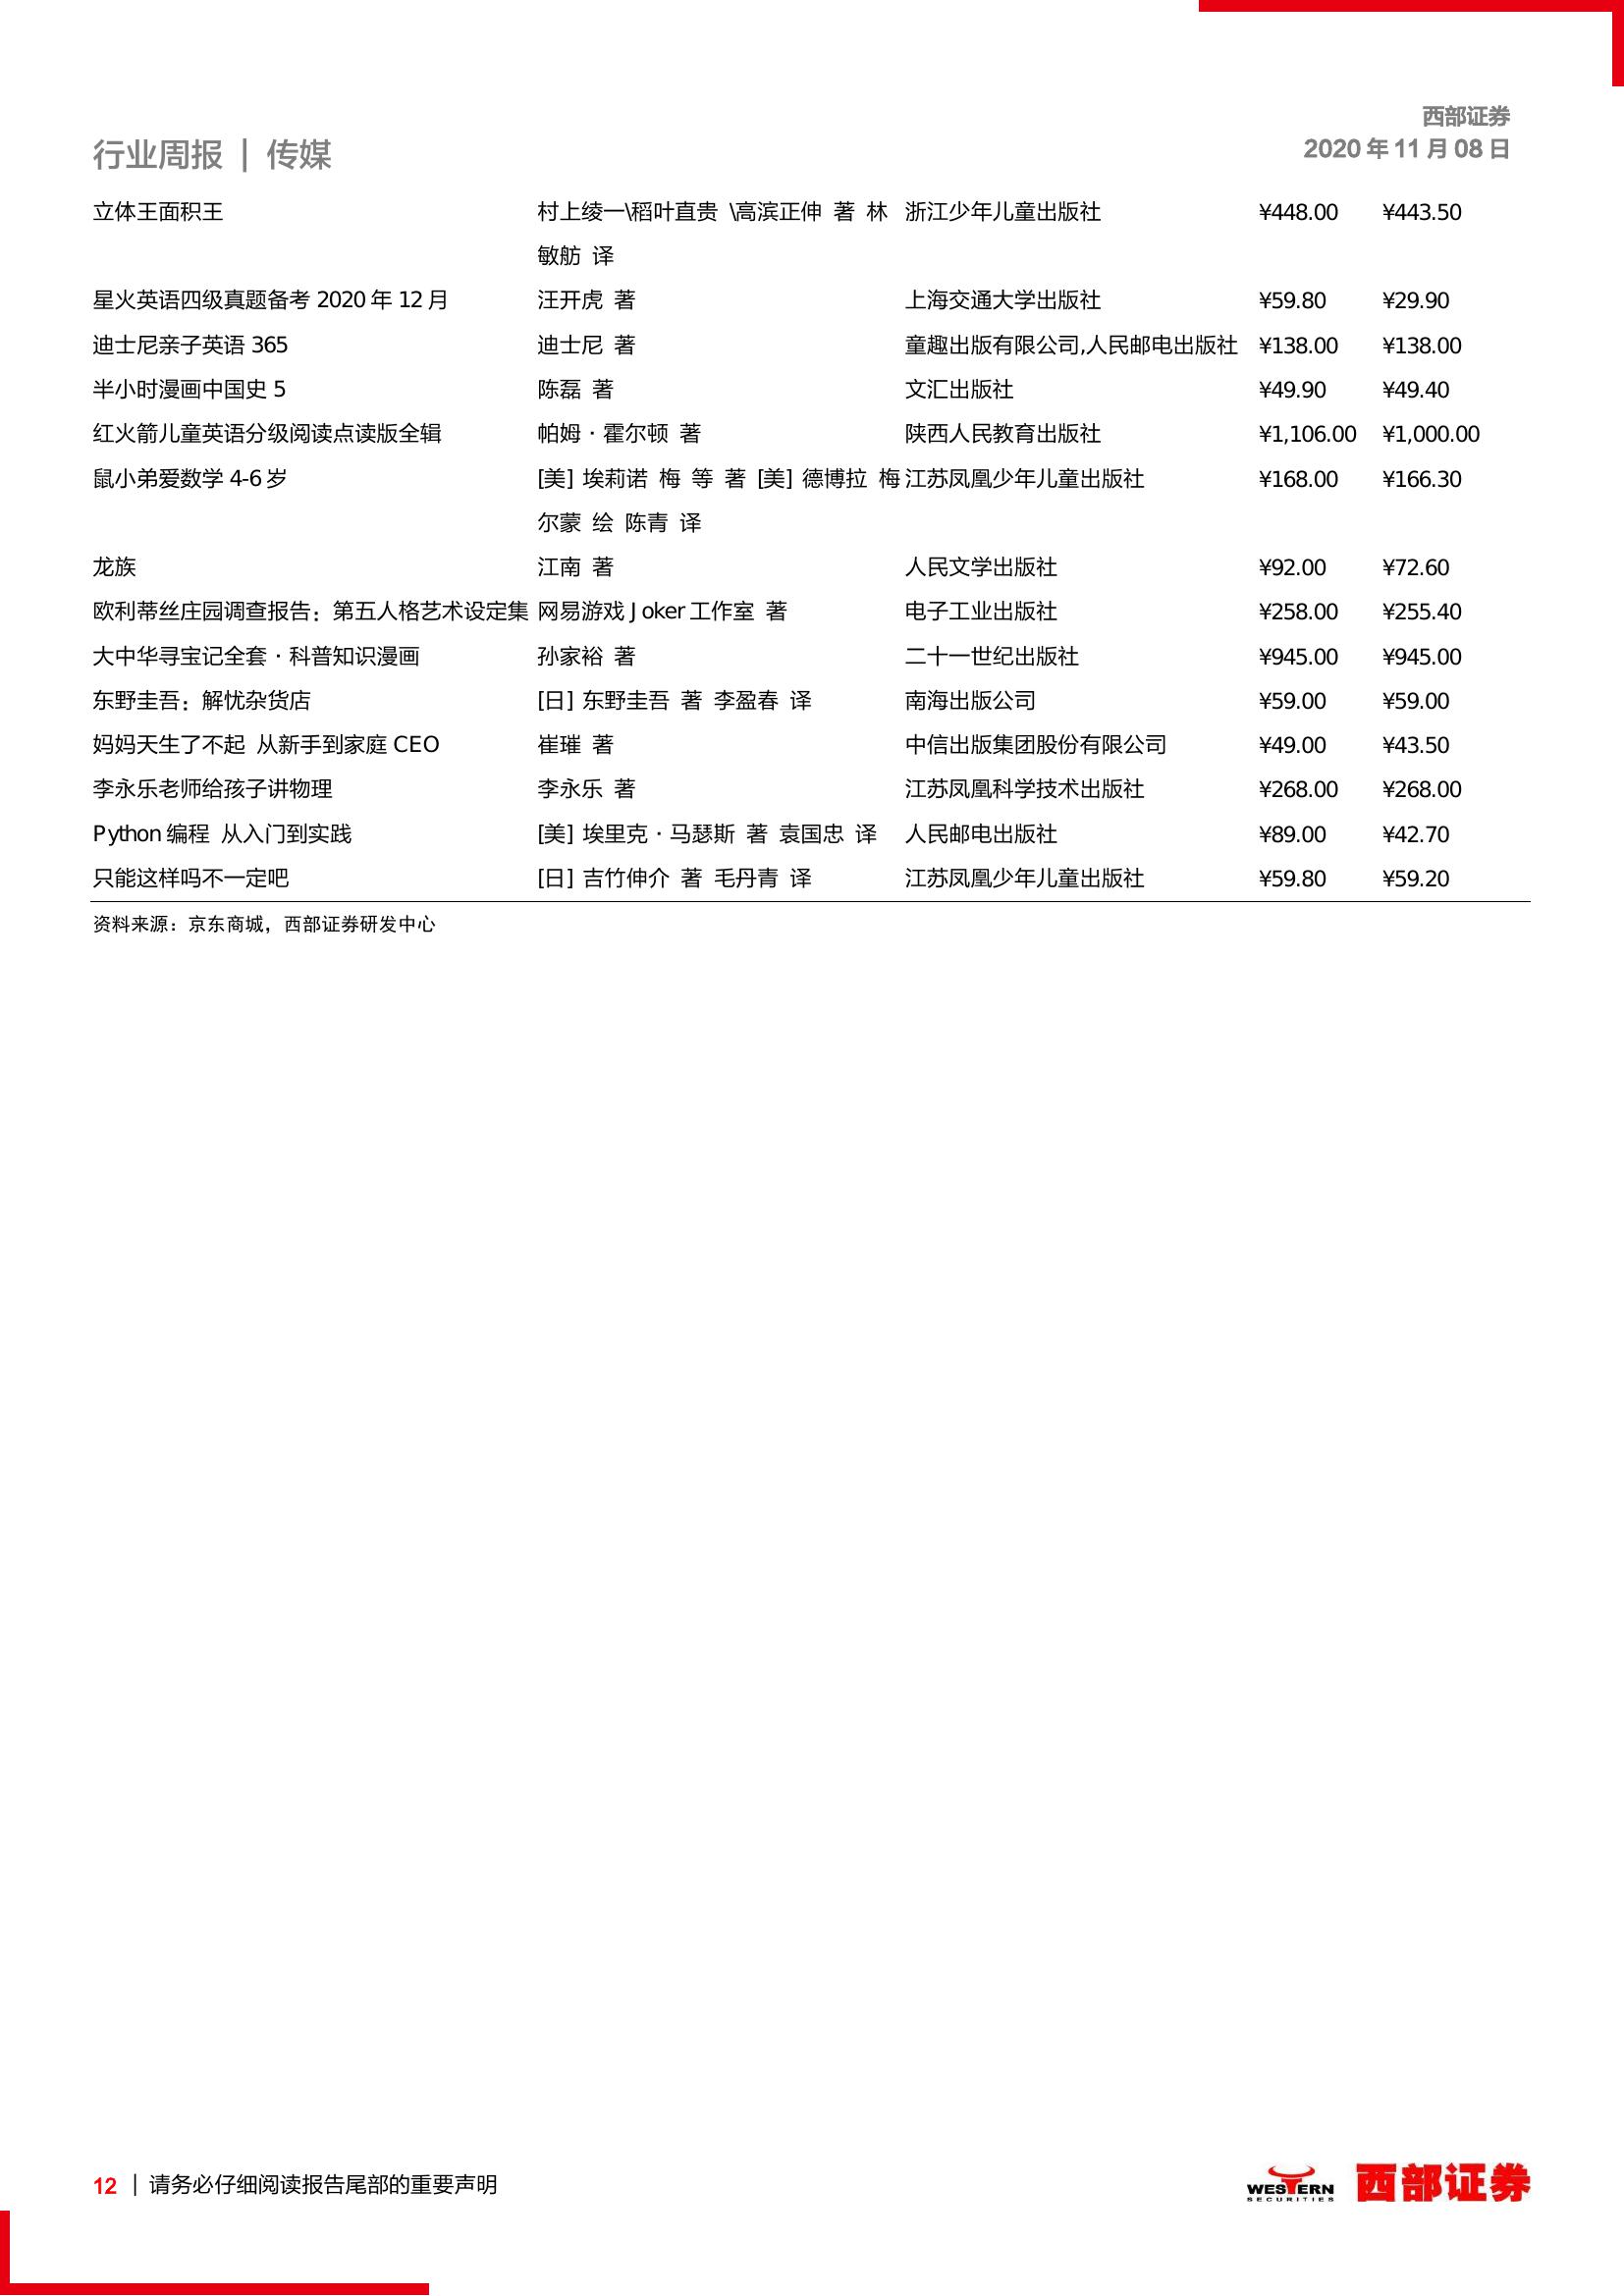 西部证券
行业周报 | 传媒
2020 年 11 月 08 日
立体王面积王 村上绫一\稻叶直贵 \高滨正伸 著 林 浙江少年儿童出版社 ¥448.00 ¥443.50
敏舫 译
星火英语四级真题备考 2020 年 12 月 汪开虎 著 上海交通大学出版社 ¥59.80 ¥29.90
迪士尼亲子英语 365 迪士尼 著 童趣出版有限公司,人民邮电出版社 ¥138.00 ¥138.00
半小时漫画中国史 5 陈磊 著 文汇出版社 ¥49.90 ¥49.40
红火箭儿童英语分级阅读点读版全辑 帕姆·霍尔顿 著 陕西人民教育出版社 ¥1,106.00 ¥1,000.00
鼠小弟爱数学 4-6 岁 [美] 埃莉诺 梅 等 著 [美] 德博拉 梅 江苏凤凰少年儿童出版社 ¥168.00 ¥166.30
尔蒙 绘 陈青 译
龙族 江南 著 人民文学出版社 ¥92.00 ¥72.60
欧利蒂丝庄园调查报告：第五人格艺术设定集 网易游戏 Joker 工作室 著 电子工业出版社 ¥258.00 ¥255.40
大中华寻宝记全套·科普知识漫画 孙家裕 著 二十一世纪出版社 ¥945.00 ¥945.00
东野圭吾：解忧杂货店 [日] 东野圭吾 著 李盈春 译 南海出版公司 ¥59.00 ¥59.00
妈妈天生了不起 从新手到家庭 CEO 崔璀 著 中信出版集团股份有限公司 ¥49.00 ¥43.50
李永乐老师给孩子讲物理 李永乐 著 江苏凤凰科学技术出版社 ¥268.00 ¥268.00
Python 编程 从入门到实践 [美] 埃里克·马瑟斯 著 袁国忠 译 人民邮电出版社 ¥89.00 ¥42.70
只能这样吗不一定吧 [日] 吉竹伸介 著 毛丹青 译 江苏凤凰少年儿童出版社 ¥59.80 ¥59.20
资料来源：京东商城，西部证券研发中心
12 | 请务必仔细阅读报告尾部的重要声明
WESTERN
SECURITIES
西部证券